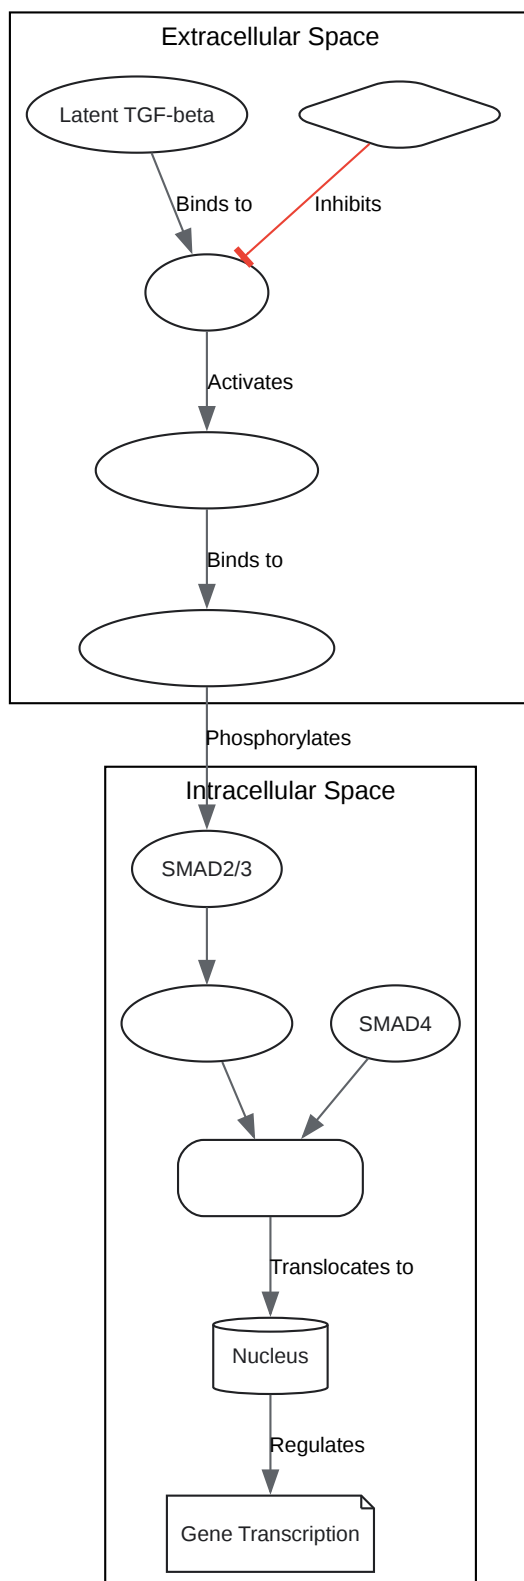 Extracellular Space
Latent TGF-beta
Binds to
Inhibits
Activates
Binds to
Phosphorylates
Intracellular Space
SMAD2/3
SMAD4
Translocates to
Nucleus
Regulates
Gene Transcription